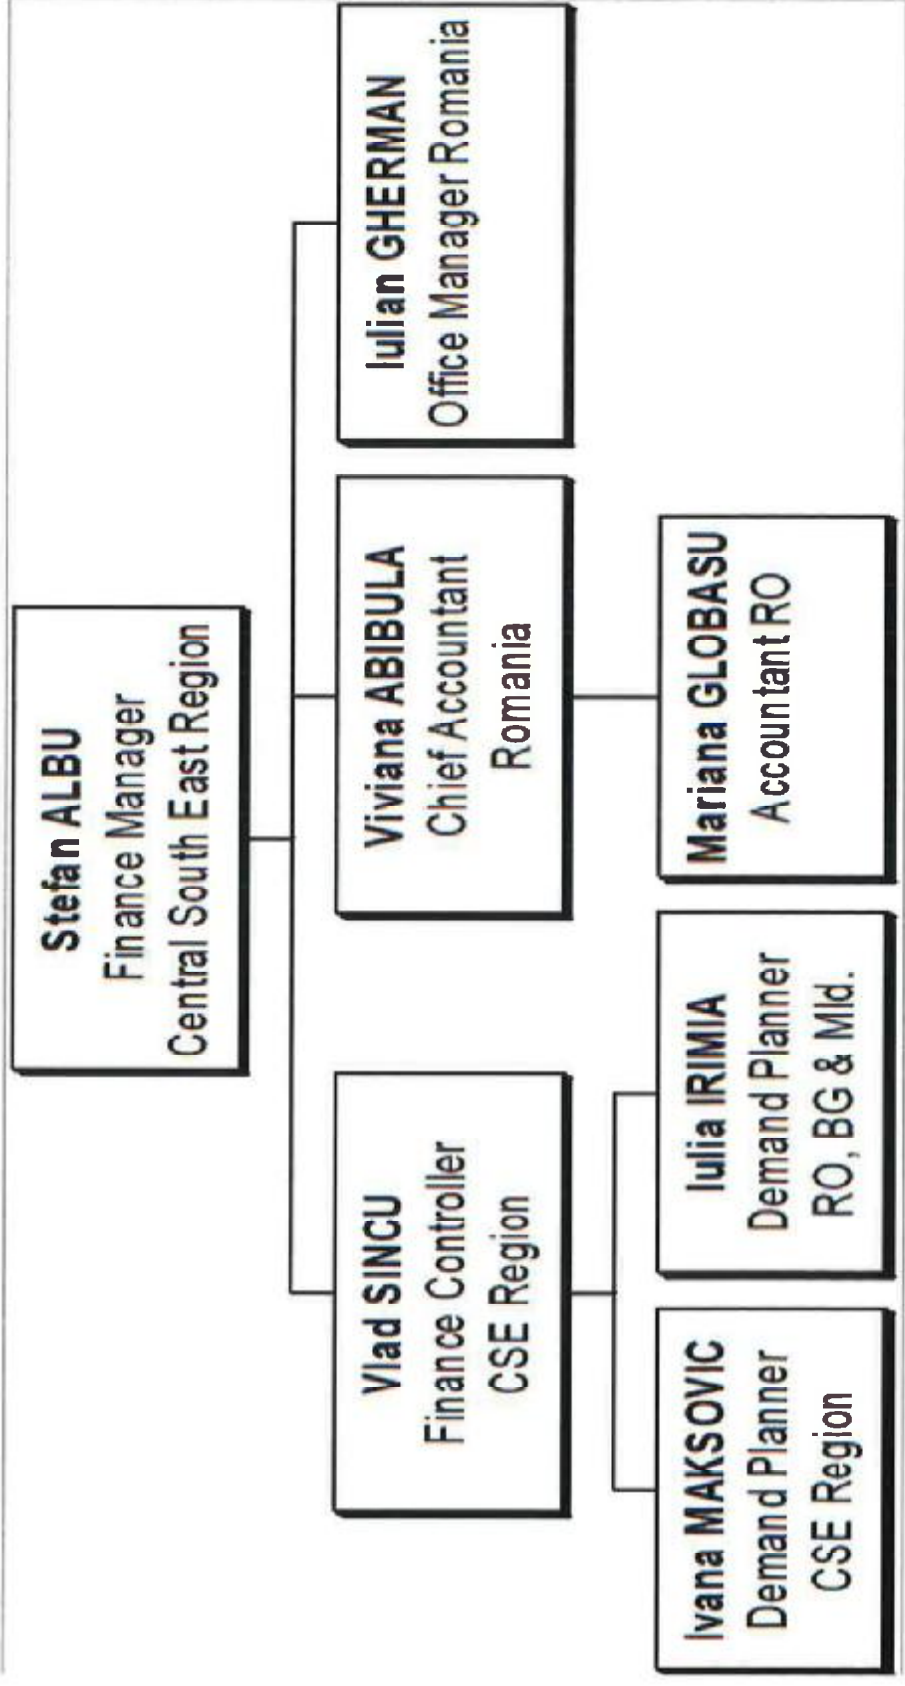 Stefan ALBU
Finance Manager
Central South East Region
Vlad SINCU
Finance Controller
CSE Region
Viviana ABIBULA
Chief Accountant
Romania
Iulian GHERMAN
Office Manager Romania
Ivana MAKSOVIC
Demand Planner
CSE Region
Iulia IRIMIA
Demand Planner
RO, BG & Mld.
Mariana GLOBASU
Accountant RO